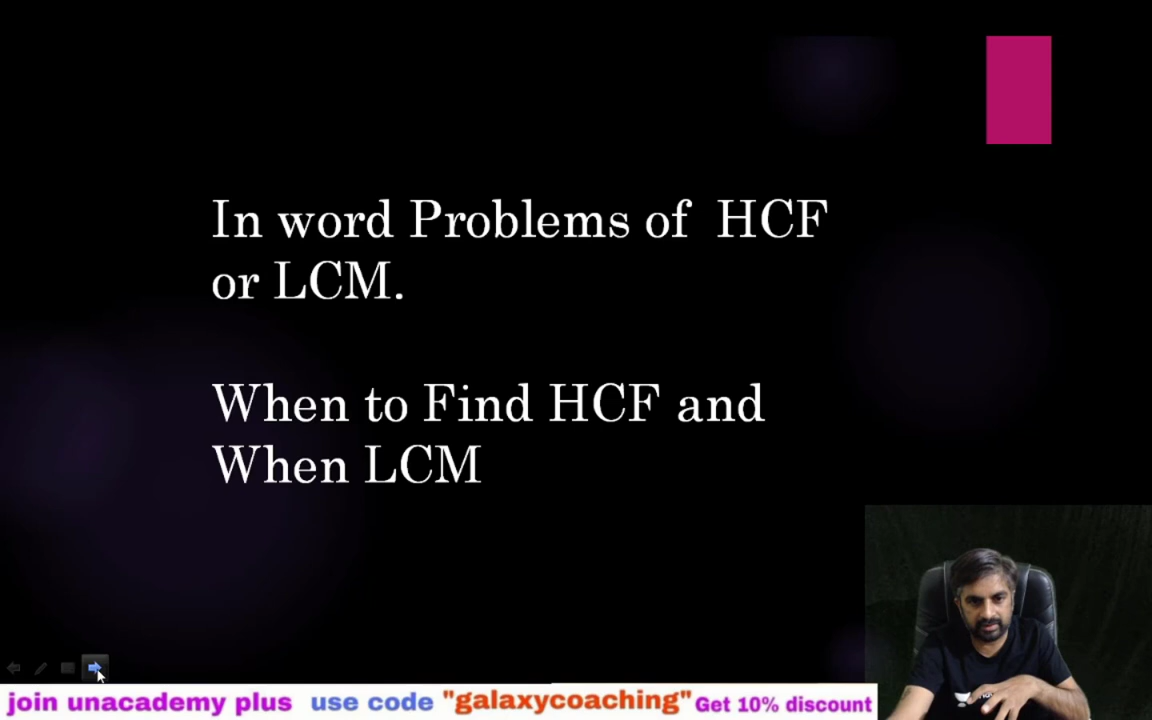 In word Problems of HCF
or LCM.
When to Find HCF and
When LCM
join unacademy plus use code "galaxycoaching" Get 10% discount